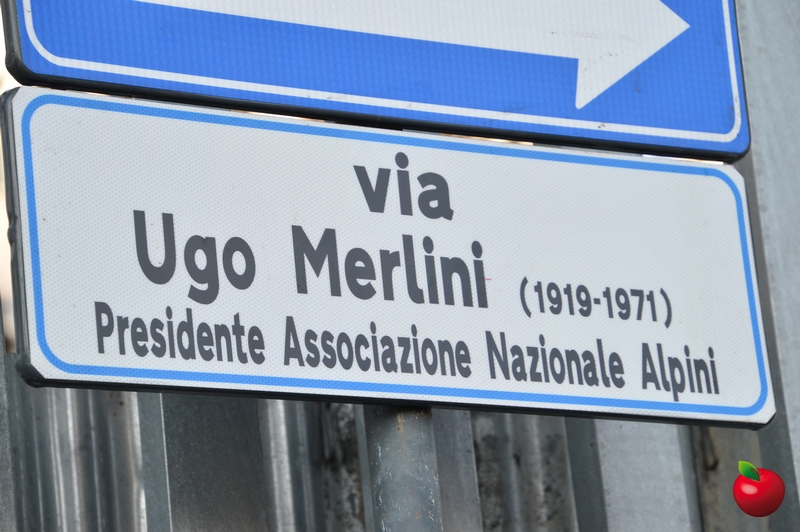 via
Ugo Merlini (1919-1971)
Presidente Associazione Nazionale Alpini